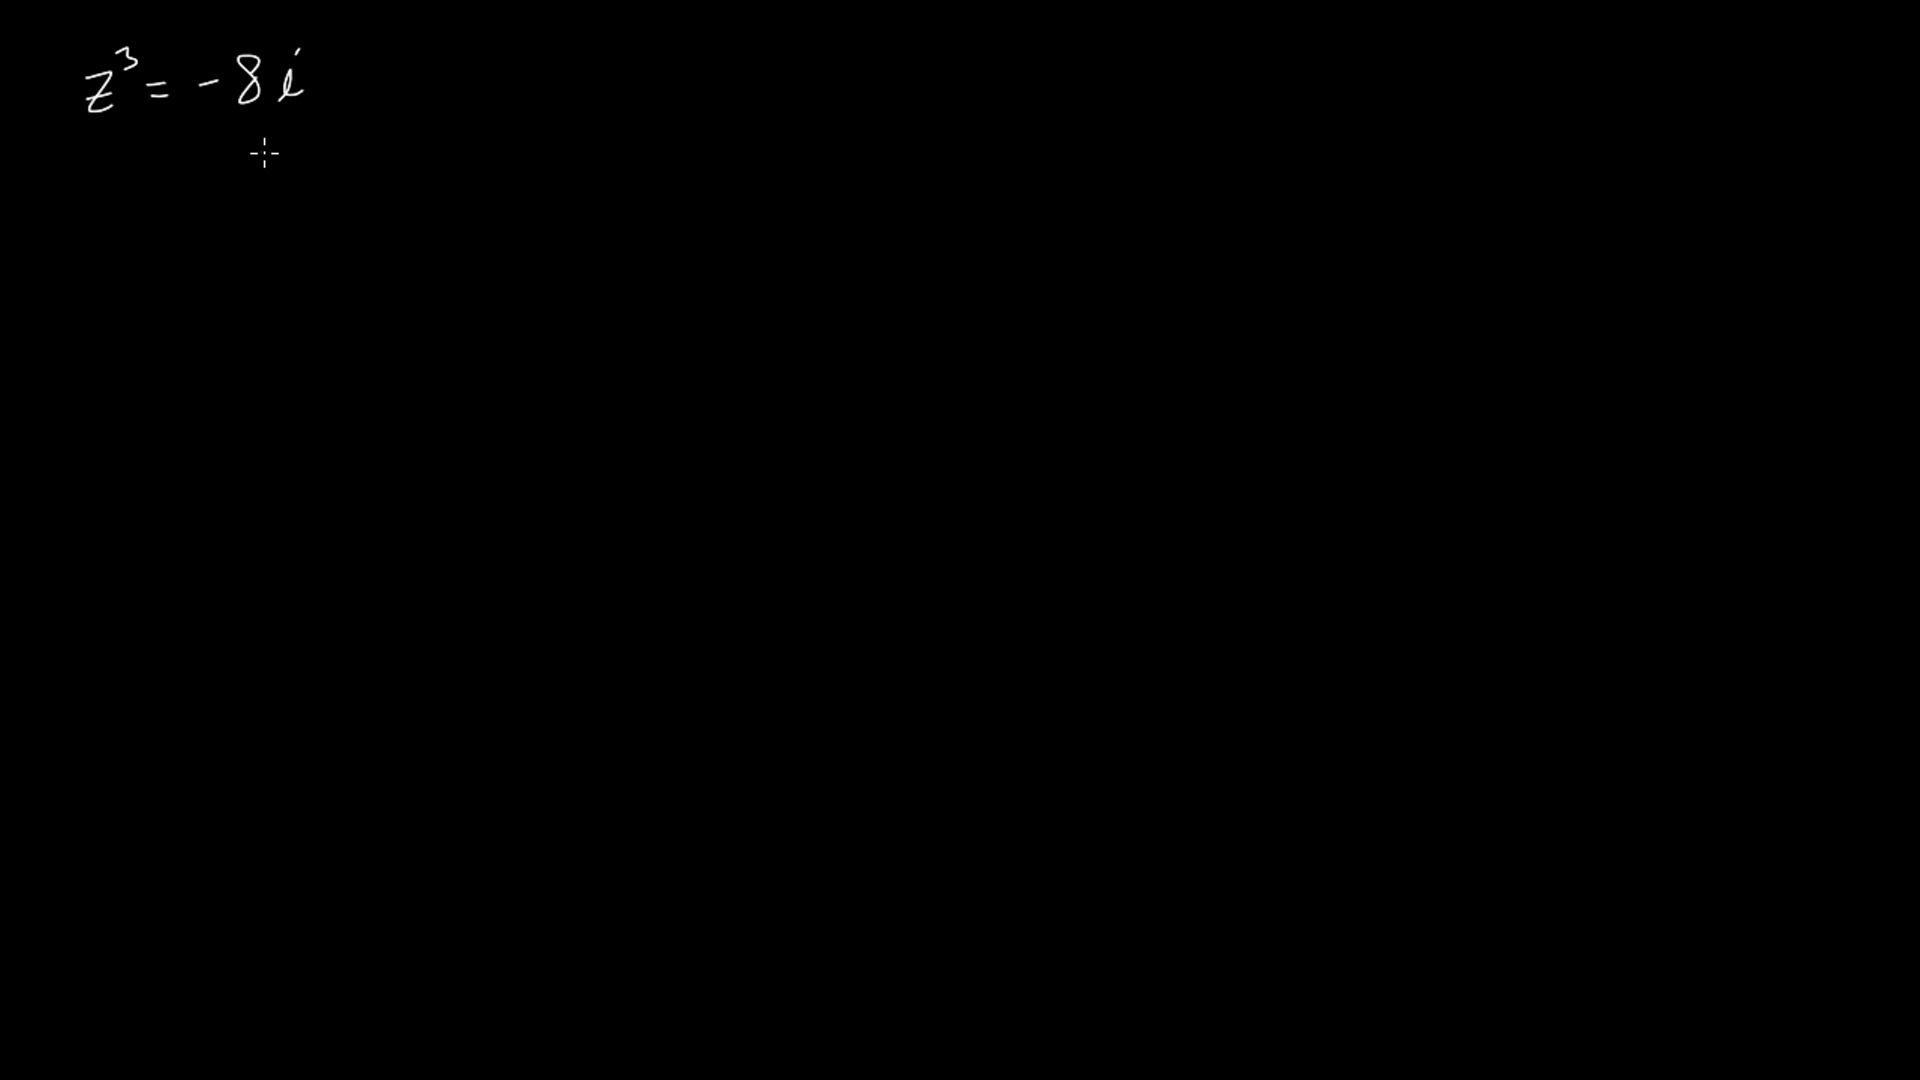 z³ = -8i